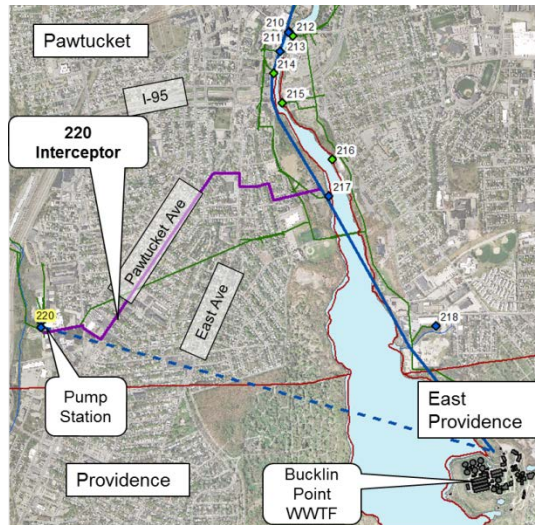 Pawtucket
210
212
211
213
214
I-95
215
220
Interceptor
216
217
Pawtucket Ave
East Ave
220
218
Pump
Station
East
Providence
Providence
Bucklin
Point
WWTF